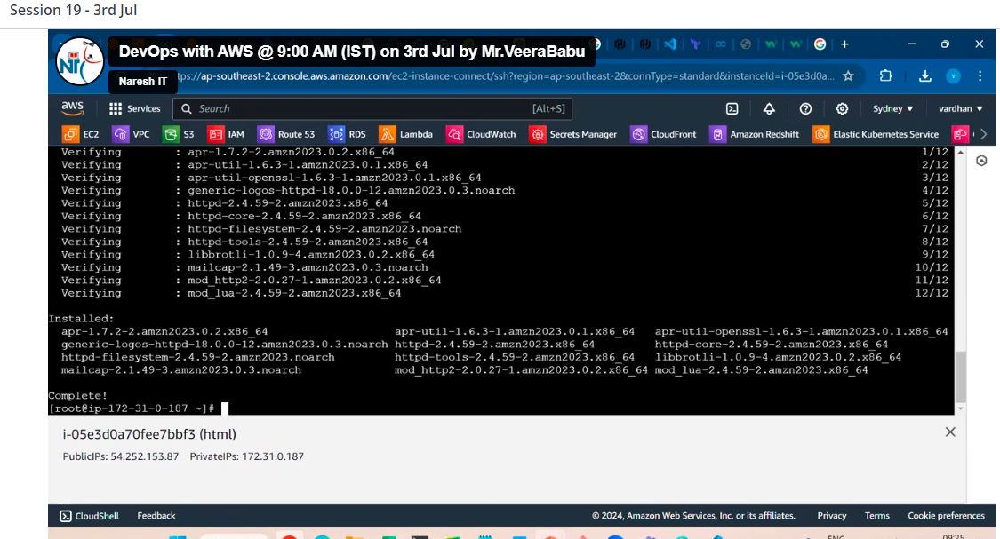 Session 19 - 3rd Jul
DevOps with AWS @ 9:00 AM (IST) on 3rd Jul by Mr.VeeraBabu
Naresh IT
tps://ap-southeast-2.console.aws.amazon.com/ec2-instance-connect/ssh?region=ap-southeast-2&connType=standard&instanceId=i-05e3d0a...
aws Services Search [Alt+S] Sydney vardhan
EC2 VPC S3 IAM Route 53 RDS Lambda CloudWatch Secrets Manager CloudFront Amazon Redshift Elastic Kubernetes Service
Verifying : apr-1.7.2-2.amzn2023.0.2.x86_64 1/12
Verifying : apr-util-1.6.3-1.amzn2023.0.1.x86_64 2/12
Verifying : apr-util-openssl-1.6.3-1.amzn2023.0.1.x86_64 3/12
Verifying : generic-logos-httpd-18.0.0-12.amzn2023.0.3.noarch 4/12
Verifying : httpd-2.4.59-2.amzn2023.x86_64 5/12
Verifying : httpd-core-2.4.59-2.amzn2023.x86_64 6/12
Verifying : httpd-filesystem-2.4.59-2.amzn2023.noarch 7/12
Verifying : httpd-tools-2.4.59-2.amzn2023.x86_64 8/12
Verifying : libbrotli-1.0.9-4.amzn2023.0.2.x86_64 9/12
Verifying : mailcap-2.1.49-3.amzn2023.0.3.noarch 10/12
Verifying : mod_http2-2.0.27-1.amzn2023.0.2.x86_64 11/12
Verifying : mod_lua-2.4.59-2.amzn2023.x86_64 12/12
Installed:
apr-1.7.2-2.amzn2023.0.2.x86_64 apr-util-1.6.3-1.amzn2023.0.1.x86_64 apr-util-openssl-1.6.3-1.amzn2023.0.1.x86_64
generic-logos-httpd-18.0.0-12.amzn2023.0.3.noarch httpd-2.4.59-2.amzn2023.x86_64 httpd-core-2.4.59-2.amzn2023.x86_64
httpd-filesystem-2.4.59-2.amzn2023.noarch httpd-tools-2.4.59-2.amzn2023.x86_64 libbrotli-1.0.9-4.amzn2023.0.2.x86_64
mailcap-2.1.49-3.amzn2023.0.3.noarch mod_http2-2.0.27-1.amzn2023.0.2.x86_64 mod_lua-2.4.59-2.amzn2023.x86_64
Complete!
[root@ip-172-31-0-187 ~]#
i-05e3d0a70fee7bbf3 (html)
PublicIPs: 54.252.153.87 PrivateIPs: 172.31.0.187
CloudShell Feedback © 2024, Amazon Web Services, Inc. or its affiliates. Privacy Terms Cookie preferences
ENG 09:25